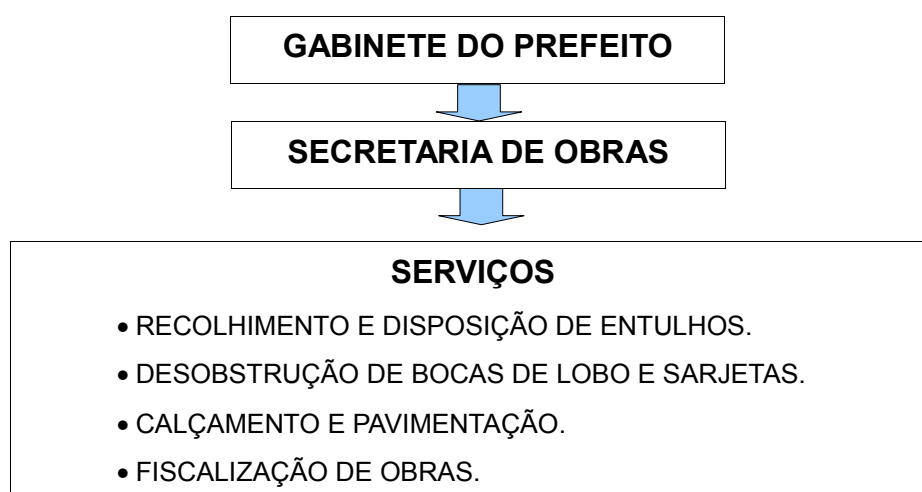 GABINETE DO PREFEITO
SECRETARIA DE OBRAS
SERVIÇOS
• RECOLHIMENTO E DISPOSIÇÃO DE ENTULHOS.
• DESOBSTRUÇÃO DE BOCAS DE LOBO E SARJETAS.
• CALÇAMENTO E PAVIMENTAÇÃO.
• FISCALIZAÇÃO DE OBRAS.